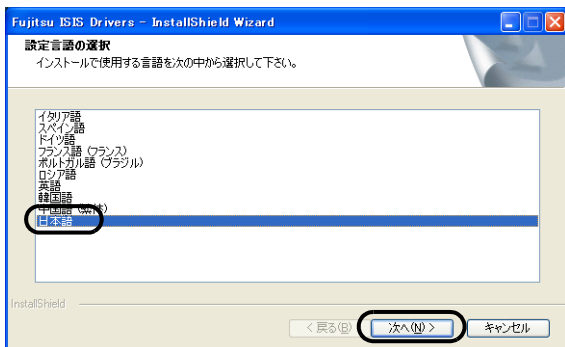 Fujitsu ISIS Drivers - InstallShield Wizard
設定言語の選択
インストールで使用する言語を次の中から選択して下さい。
イタリア語
スペイン語
ドイツ語
フランス語 (フランス)
ポルトガル語 (ブラジル)
ロシア語
英語
韓国語
中国語 (繁体)
日本語
InstallShield
< 戻る(B)
次へ(N) >
キャンセル